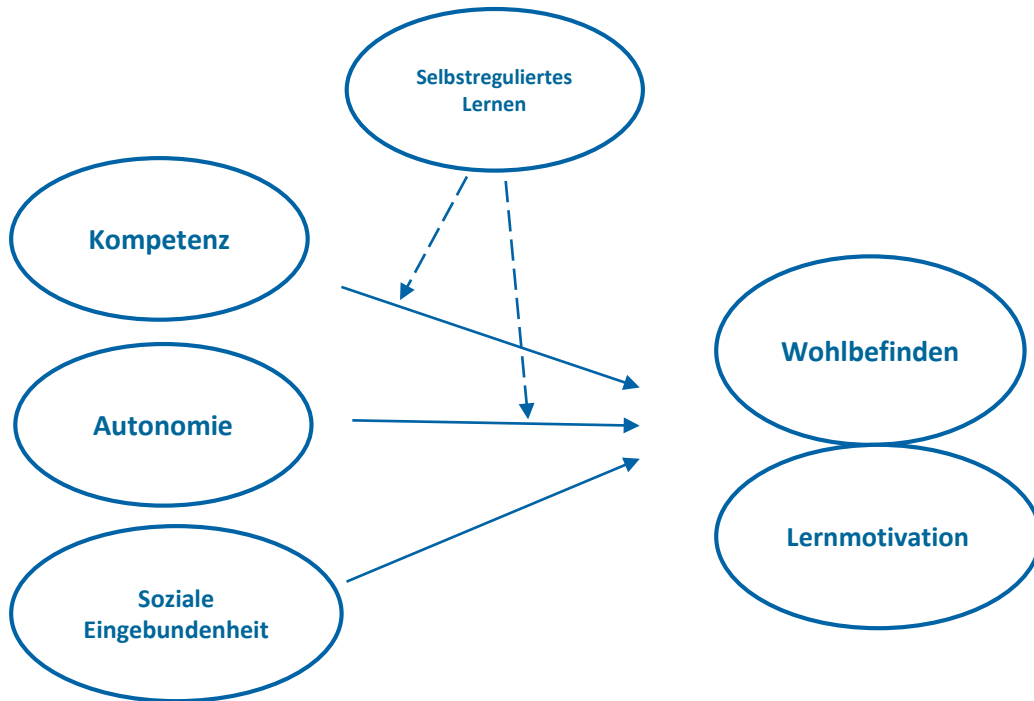 Selbstreguliertes
Lernen
Kompetenz
Autonomie
Soziale
Eingebundenheit
Wohlbefinden
Lernmotivation